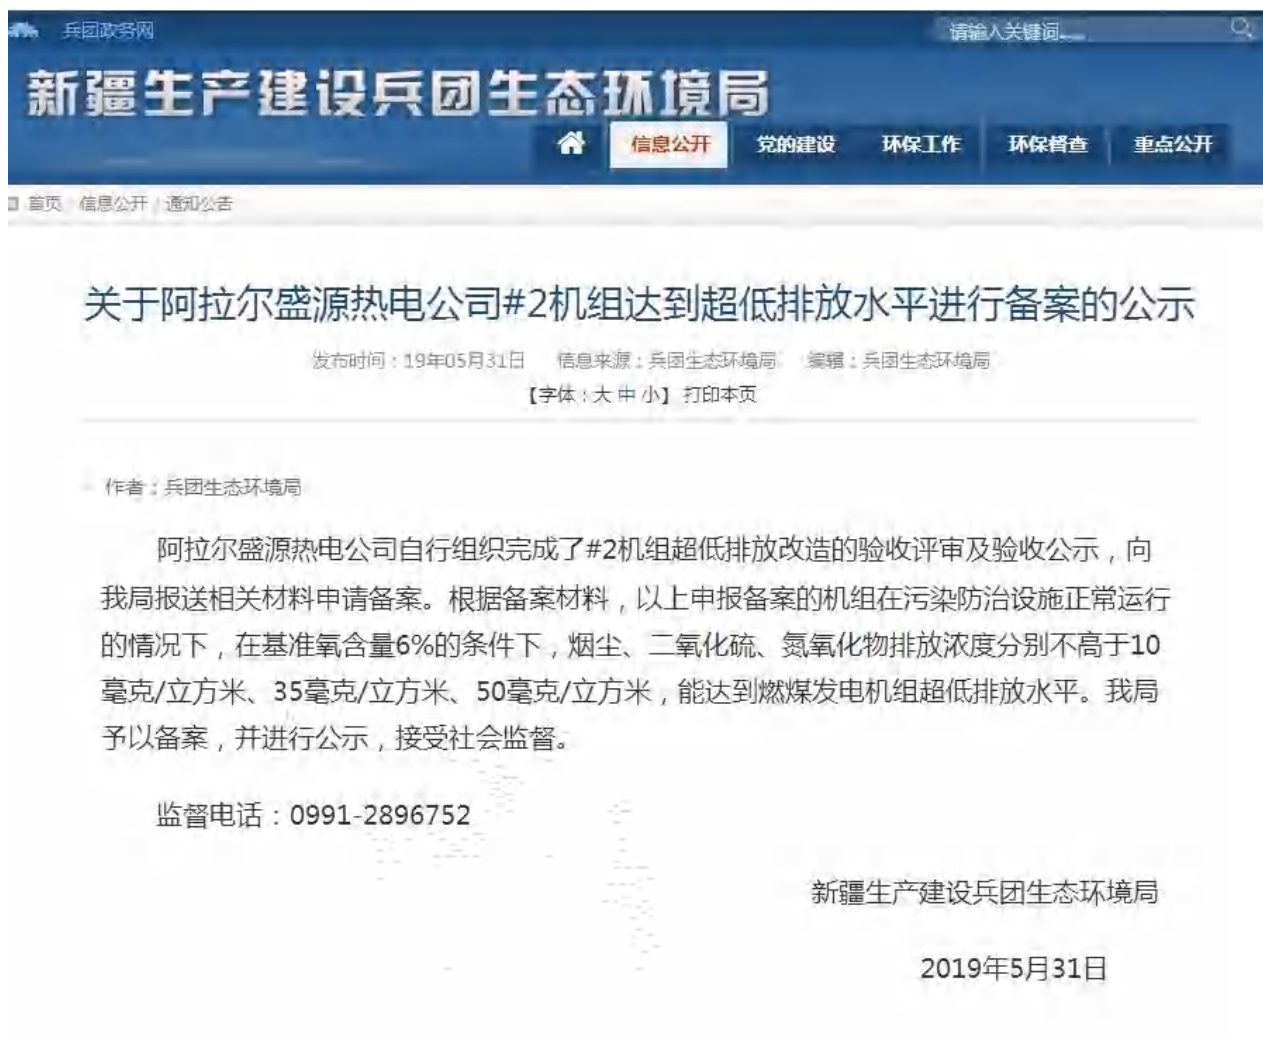 兵团政务网
请输入关键词......
新疆生产建设兵团生态环境局
信息公开 党的建设 环保工作 环保督查 重点公开
首页 信息公开 / 通知公告
关于阿拉尔盛源热电公司#2机组达到超低排放水平进行备案的公示
发布时间：19年05月31日 信息来源：兵团生态环境局 编辑：兵团生态环境局
【字体：大 中 小】 打印本页
作者：兵团生态环境局
阿拉尔盛源热电公司自行组织完成了#2机组超低排放改造的验收评审及验收公示，向
我局报送相关材料申请备案。根据备案材料，以上申报备案的机组在污染防治设施正常运行
的情况下，在基准氧含量6%的条件下，烟尘、二氧化硫、氮氧化物排放浓度分别不高于10
毫克/立方米、35毫克/立方米、50毫克/立方米，能达到燃煤发电机组超低排放水平。我局
予以备案，并进行公示，接受社会监督。
监督电话：0991-2896752
新疆生产建设兵团生态环境局
2019年5月31日